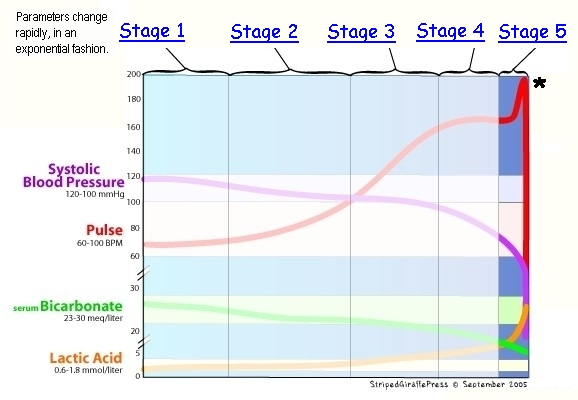 Parameters change
rapidly, in an
exponential fashion.
Stage 1
Stage 2
Stage 3
Stage 4
Stage 5
*
200
180
160
140
120
100
80
60
30
20
5
0
Systolic
Blood Pressure
120-100 mmHg
Pulse
60-100 BPM
serum Bicarbonate
23-30 meq/liter
Lactic Acid
0.6-1.8 mmol/liter
StripedGiraffePress © September 2005